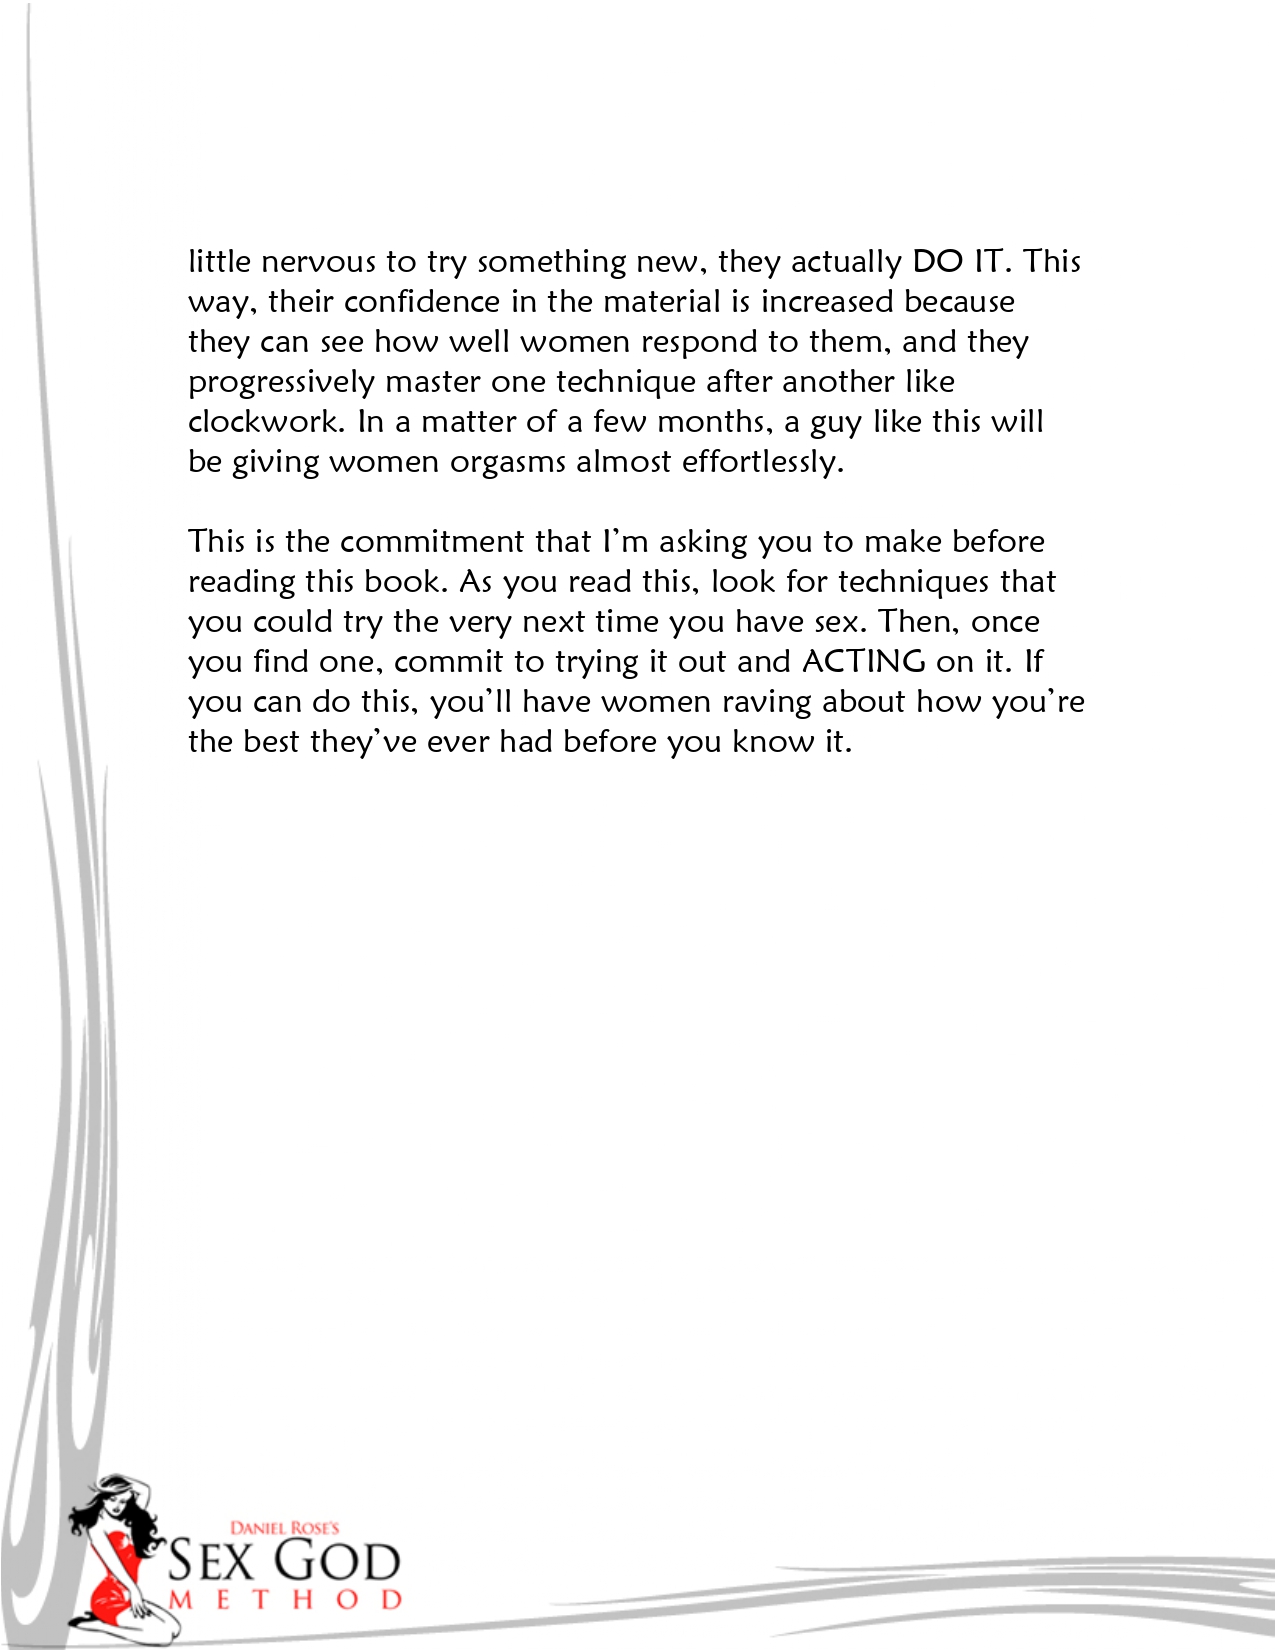 little nervous to try something new, they actually DO IT. This
way, their confidence in the material is increased because
they can see how well women respond to them, and they
progressively master one technique after another like
clockwork. In a matter of a few months, a guy like this will
be giving women orgasms almost effortlessly.
This is the commitment that I’m asking you to make before
reading this book. As you read this, look for techniques that
you could try the very next time you have sex. Then, once
you find one, commit to trying it out and ACTING on it. If
you can do this, you’ll have women raving about how you’re
the best they’ve ever had before you know it.
DANIEL ROSE’S
SEX GOD
METHOD